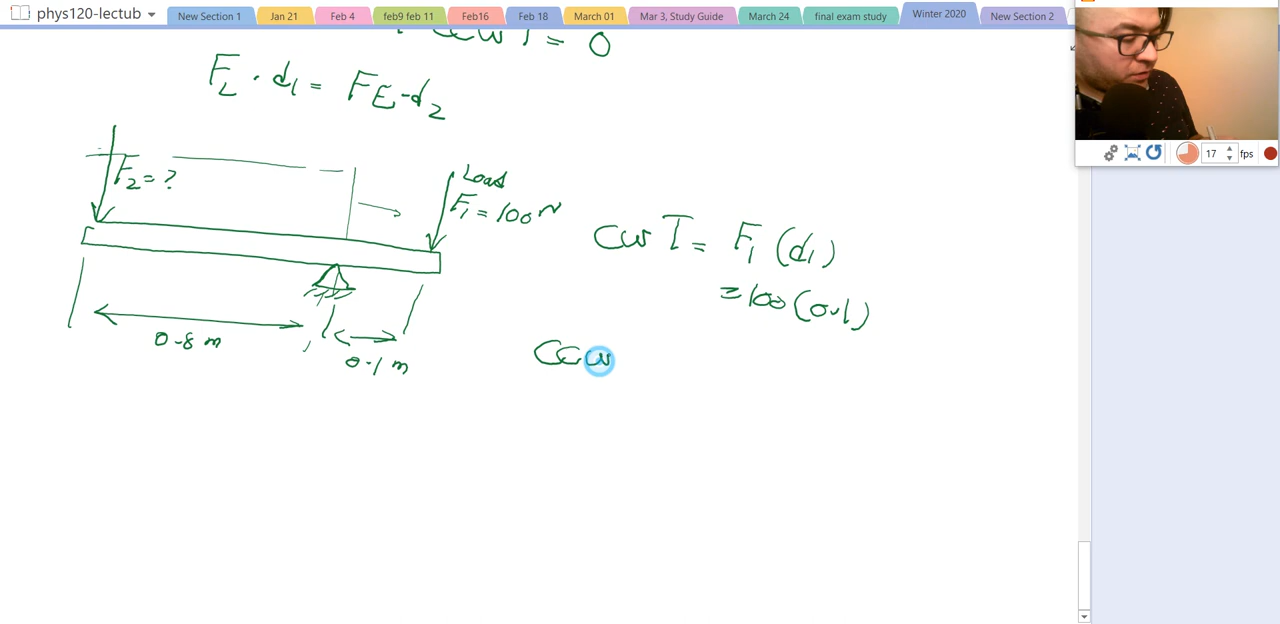 phys120-lectub
New Section 1
Jan 21
Feb 4
feb9 feb 11
Feb16
Feb 18
March 01
Mar 3, Study Guide
March 24
final exam study
Winter 2020
New Section 2
ccw T = 0
F_L · d_1 = F_E · d_2
F_2 = ?
Load
F_1 = 100 N
CW T = F_1 (d_1)
= 100 (0.1)
0.8 m
0.1 m
CCW
17
fps